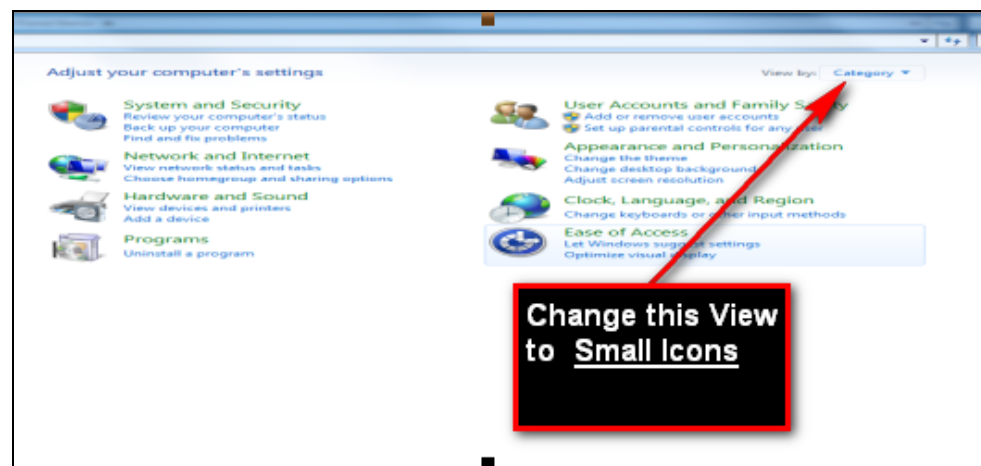 Adjust your computer's settings
View by: Category
System and Security
Review your computer's status
Back up your computer
Find and fix problems
Network and Internet
View network status and tasks
Choose homegroup and sharing options
Hardware and Sound
View devices and printers
Add a device
Programs
Uninstall a program
User Accounts and Family Safety
Add or remove user accounts
Set up parental controls for any user
Appearance and Personalization
Change the theme
Change desktop background
Adjust screen resolution
Clock, Language, and Region
Change keyboards or other input methods
Ease of Access
Let Windows suggest settings
Optimize visual display
Change this View
to Small Icons